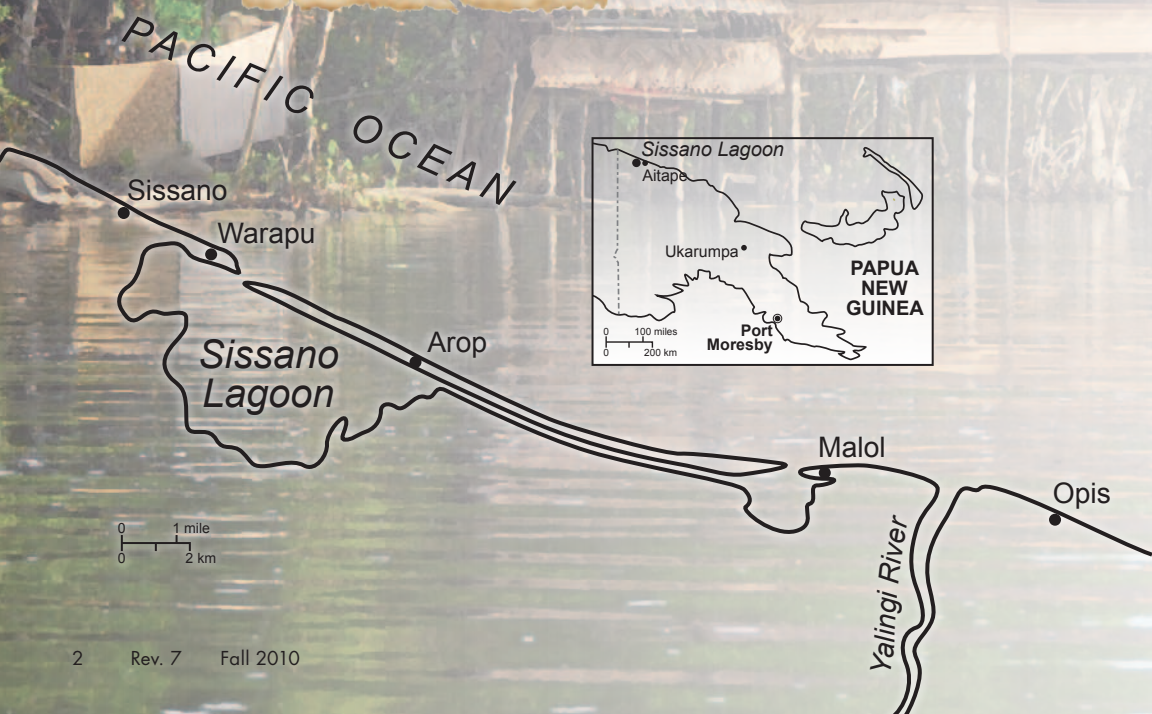 PACIFIC OCEAN
Sissano
Warapu
Sissano
Lagoon
Arop
Malol
Opis
Yalingi River
0 1 mile
0 2 km
Sissano Lagoon
Aitape
Ukarumpa
PAPUA
NEW
GUINEA
Port
Moresby
0 100 miles
0 200 km
2 Rev. 7 Fall 2010